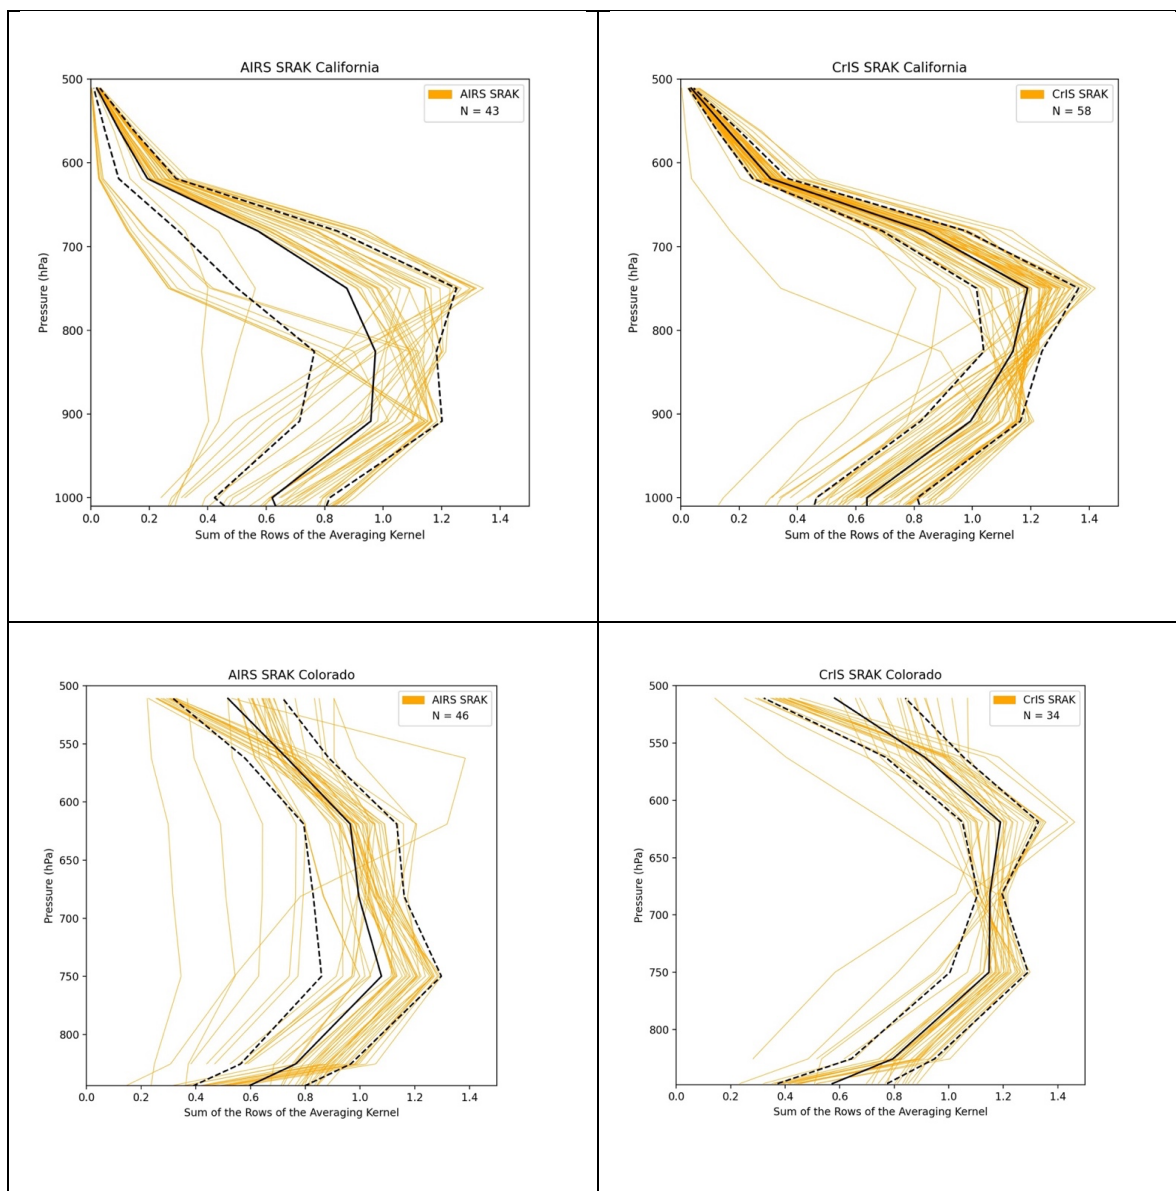 AIRS SRAK California
500
600
700
800
900
1000
Pressure (hPa)
AIRS SRAK
N = 43
0.0 0.2 0.4 0.6 0.8 1.0 1.2 1.4
Sum of the Rows of the Averaging Kernel
CrIS SRAK California
500
600
700
800
900
1000
Pressure (hPa)
CrIS SRAK
N = 58
0.0 0.2 0.4 0.6 0.8 1.0 1.2 1.4
Sum of the Rows of the Averaging Kernel
AIRS SRAK Colorado
500
550
600
650
700
750
800
Pressure (hPa)
AIRS SRAK
N = 46
0.0 0.2 0.4 0.6 0.8 1.0 1.2 1.4
Sum of the Rows of the Averaging Kernel
CrIS SRAK Colorado
500
550
600
650
700
750
800
Pressure (hPa)
CrIS SRAK
N = 34
0.0 0.2 0.4 0.6 0.8 1.0 1.2 1.4
Sum of the Rows of the Averaging Kernel